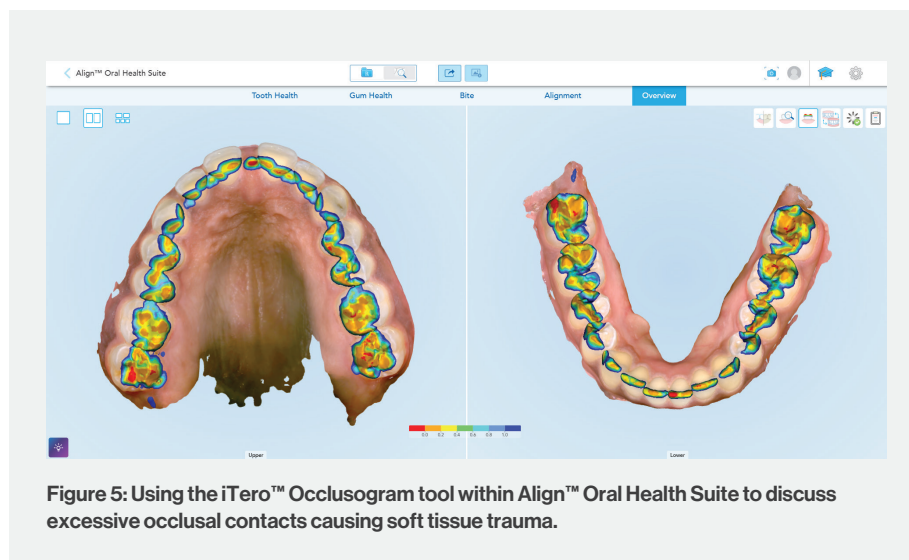 Align™ Oral Health Suite
Tooth Health Gum Health Bite Alignment Overview
0.0 0.2 0.4 0.6 0.8 1.0
Upper Lower
Figure 5: Using the iTero™ Occlusogram tool within Align™ Oral Health Suite to discuss
excessive occlusal contacts causing soft tissue trauma.